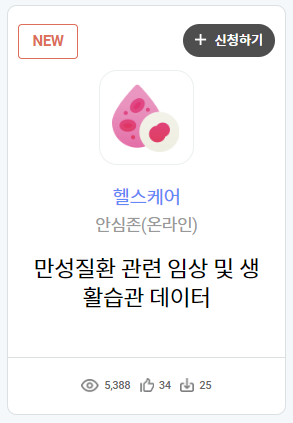 NEW
+ 신청하기
헬스케어
안심존(온라인)
만성질환 관련 임상 및 생
활습관 데이터
5,388 34 25